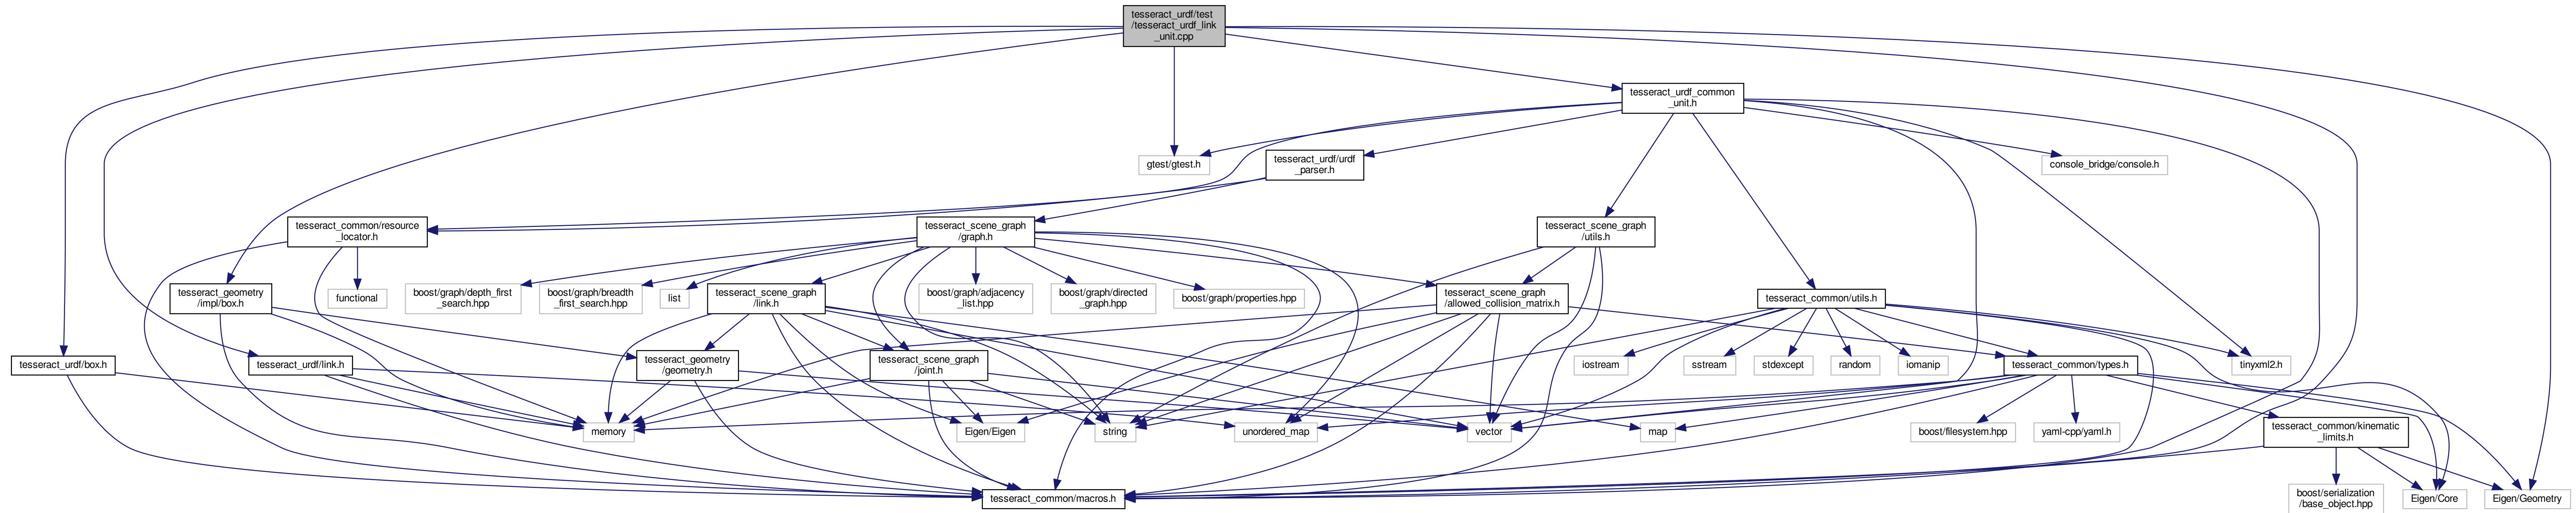 tesseract_urdf/test
/tesseract_urdf_link
_unit.cpp
tesseract_urdf_common
_unit.h
gtest/gtest.h
tesseract_urdf/urdf
_parser.h
console_bridge/console.h
tesseract_common/resource
_locator.h
tesseract_scene_graph
/graph.h
tesseract_scene_graph
/utils.h
tesseract_geometry
/impl/box.h
functional
boost/graph/depth_first
_search.hpp
boost/graph/breadth
_first_search.hpp
list
tesseract_scene_graph
/link.h
boost/graph/adjacency
_list.hpp
boost/graph/directed
_graph.hpp
boost/graph/properties.hpp
tesseract_scene_graph
/allowed_collision_matrix.h
tesseract_common/utils.h
tesseract_urdf/box.h
tesseract_urdf/link.h
tesseract_geometry
/geometry.h
tesseract_scene_graph
/joint.h
iostream
sstream
stdexcept
random
iomanip
tesseract_common/types.h
tinyxml2.h
memory
Eigen/Eigen
string
unordered_map
vector
map
boost/filesystem.hpp
yaml-cpp/yaml.h
tesseract_common/kinematic
_limits.h
tesseract_common/macros.h
boost/serialization
/base_object.hpp
Eigen/Core
Eigen/Geometry